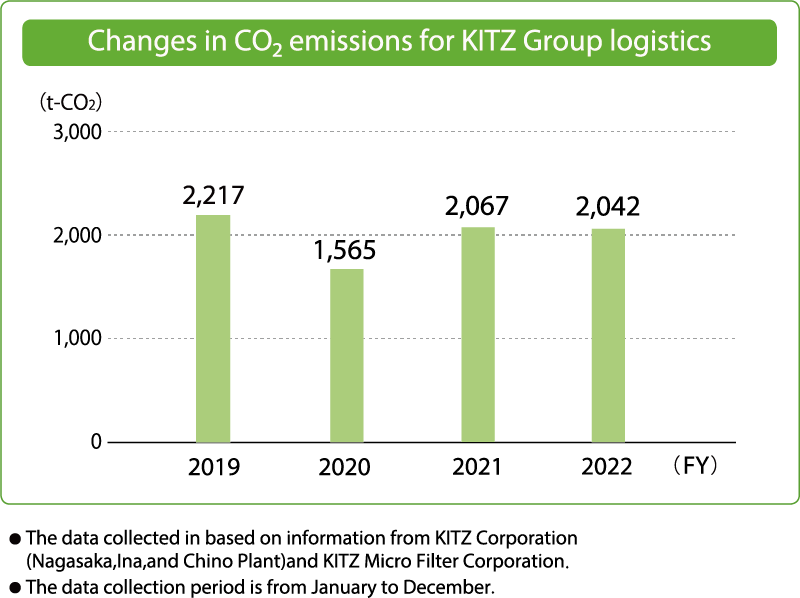 Changes in CO₂ emissions for KITZ Group logistics
(t-CO₂)
3,000
2,217
2,067
2,042
2,000
1,565
1,000
0
2019 2020 2021 2022 (FY)
● The data collected in based on information from KITZ Corporation
(Nagasaka,Ina,and Chino Plant)and KITZ Micro Filter Corporation.
● The data collection period is from January to December.